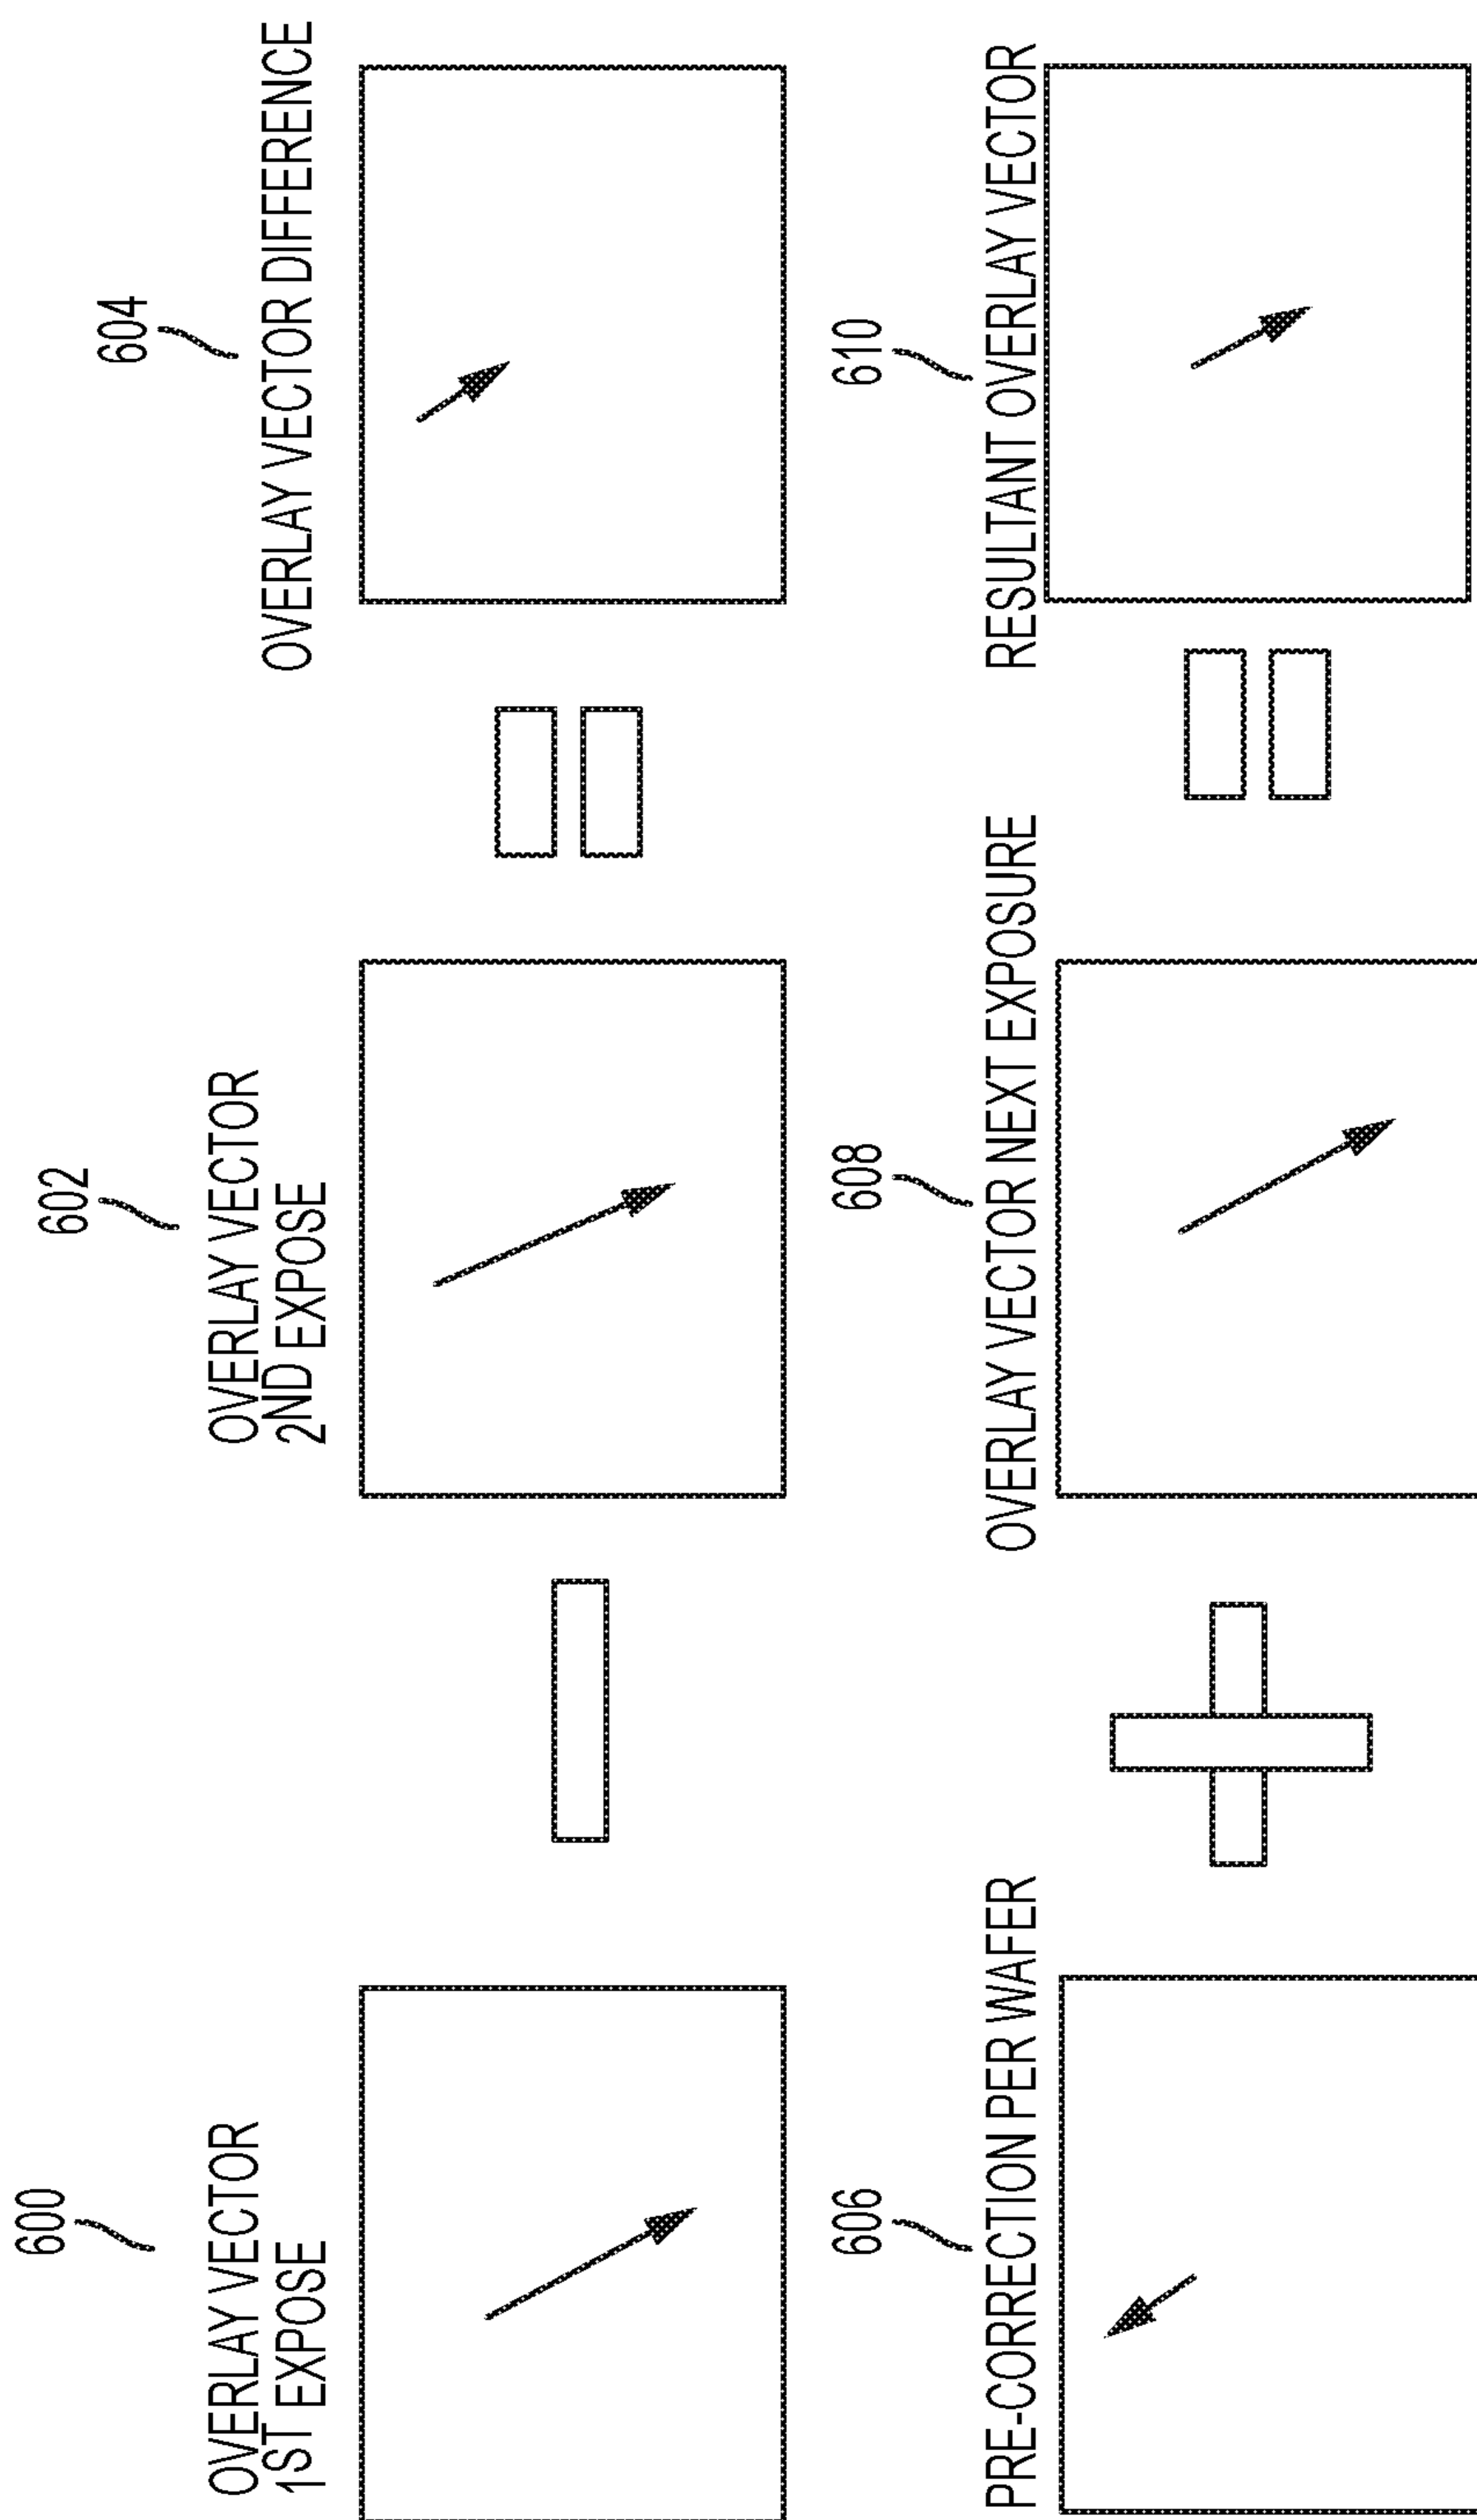 600
OVERLAY VECTOR
1ST EXPOSE
602
OVERLAY VECTOR
2ND EXPOSE
604
OVERLAY VECTOR DIFFERENCE
606
PRE-CORRECTION PER WAFER
608
OVERLAY VECTOR NEXT EXPOSURE
610
RESULTANT OVERLAY VECTOR